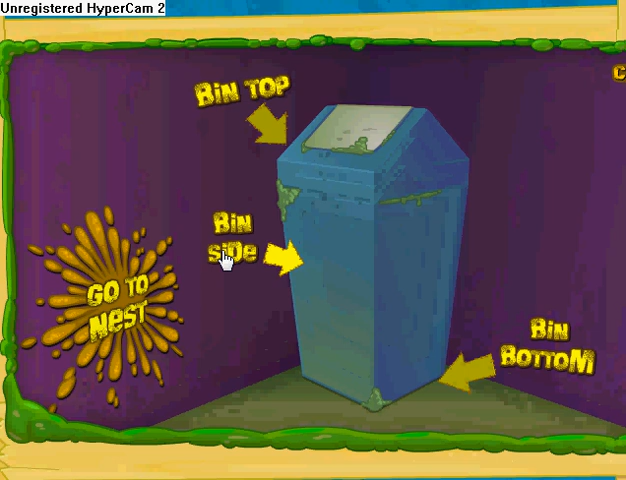 Unregistered HyperCam 2
BiN TOP
BiN
SiDe
GO TO
NeST
BiN
BOTTOM